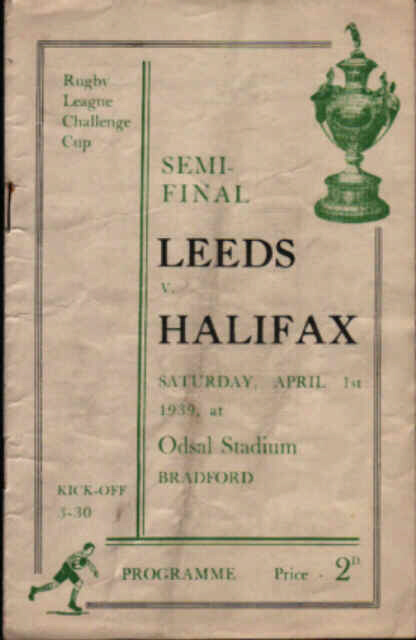 Rugby
League
Challenge
Cup
SEMI-
FINAL
LEEDS
v.
HALIFAX
SATURDAY, APRIL 1st
1939, at
Odsal Stadium
BRADFORD
KICK-OFF
3-30
PROGRAMME Price - 2D